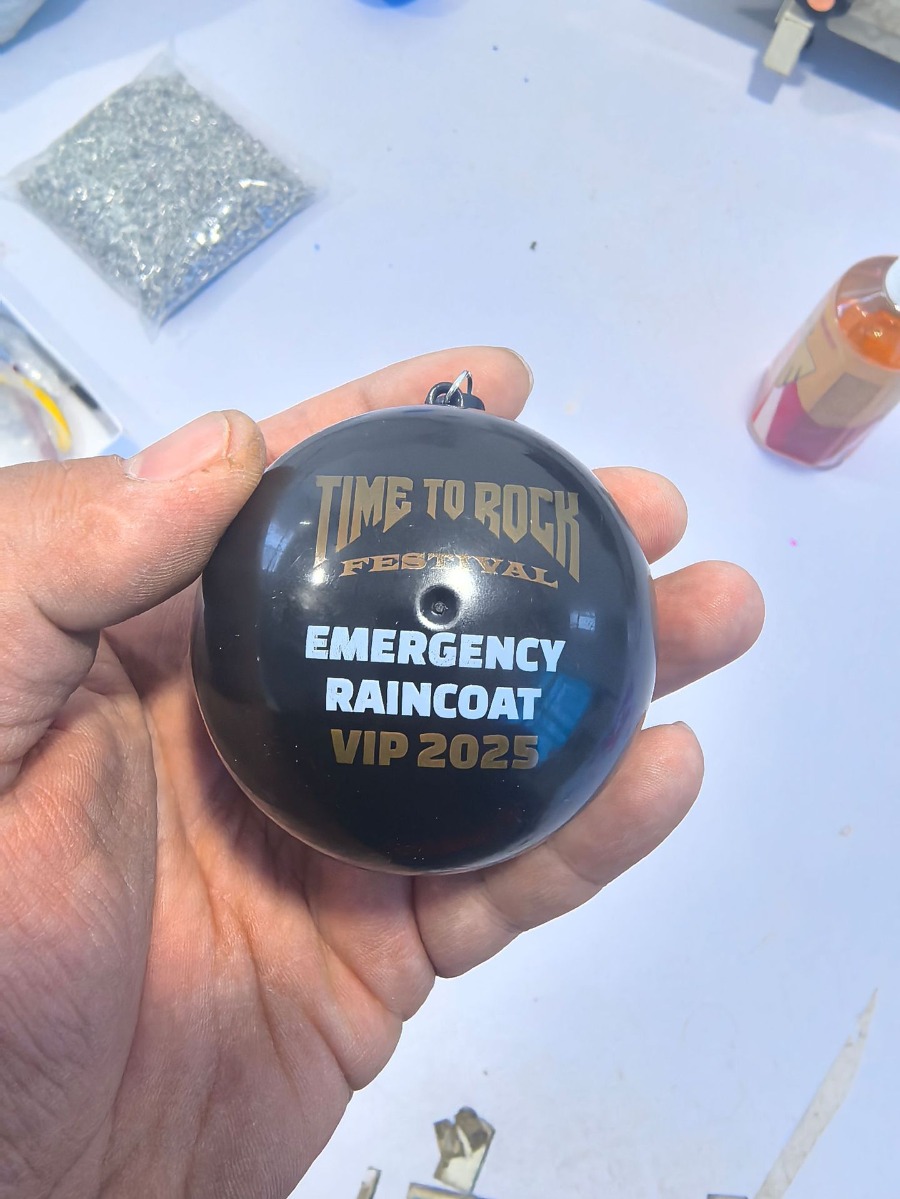 TIME TO ROCK
FESTIVAL
EMERGENCY
RAINCOAT
VIP 2025